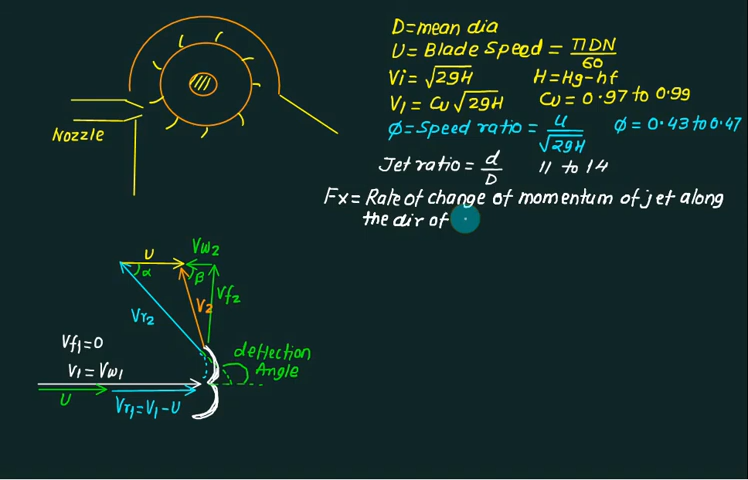 D=mean dia
U= Blade Speed = ΠDN/60
Vi = √2gH H= Hg-hf
V1 = Cv √2gH Cv = 0.97 to 0.99
Ø=Speed ratio = u/√2gH Ø= 0.43 to 0.47
Jet ratio = d/D 11 to 14
Fx= Rate of change of momentum of jet along
the dir of
Nozzle
U
Vw2
α
β
Vr2
V2
Vf2
Vf1=0
V1=Vw1
deflection
Angle
U
Vr1=V1-U